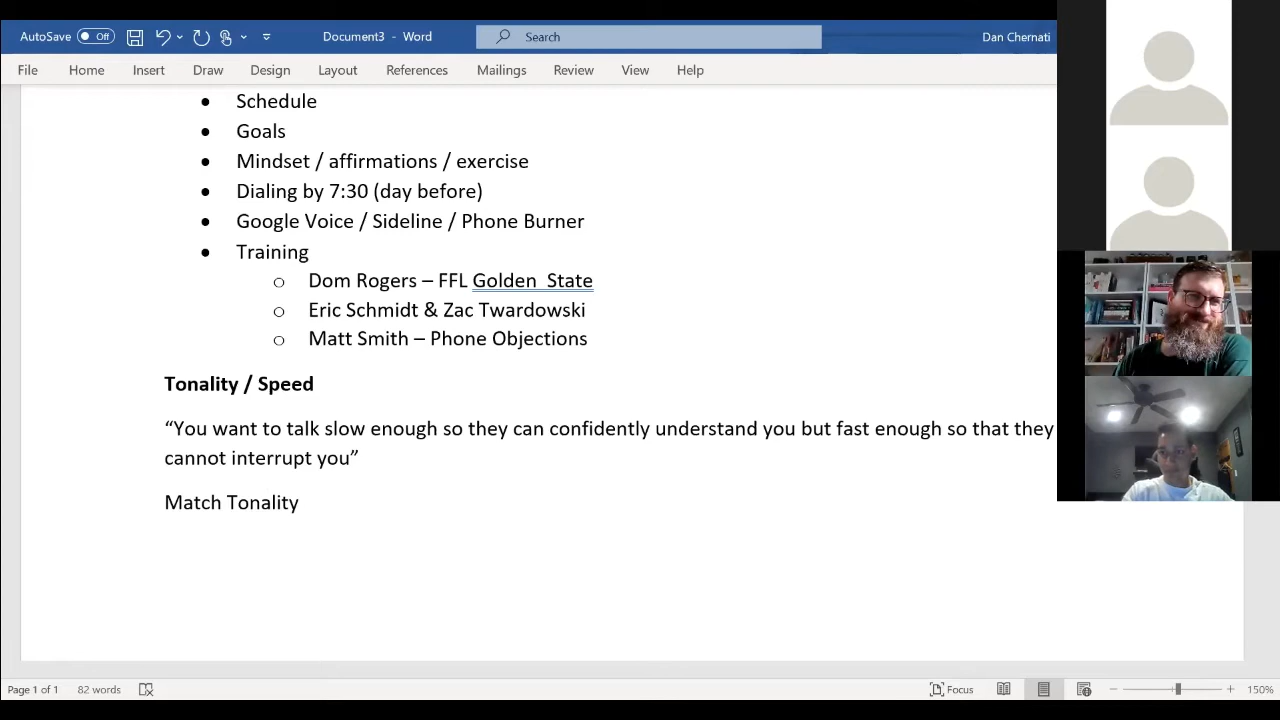 AutoSave Off Document3 - Word Search Dan Chernati
File Home Insert Draw Design Layout References Mailings Review View Help
• Schedule
• Goals
• Mindset / affirmations / exercise
• Dialing by 7:30 (day before)
• Google Voice / Sideline / Phone Burner
• Training
○ Dom Rogers – FFL Golden  State
○ Eric Schmidt & Zac Twardowski
○ Matt Smith – Phone Objections
Tonality / Speed
“You want to talk slow enough so they can confidently understand you but fast enough so that they
cannot interrupt you”
Match Tonality
Page 1 of 1 82 words Focus 150%